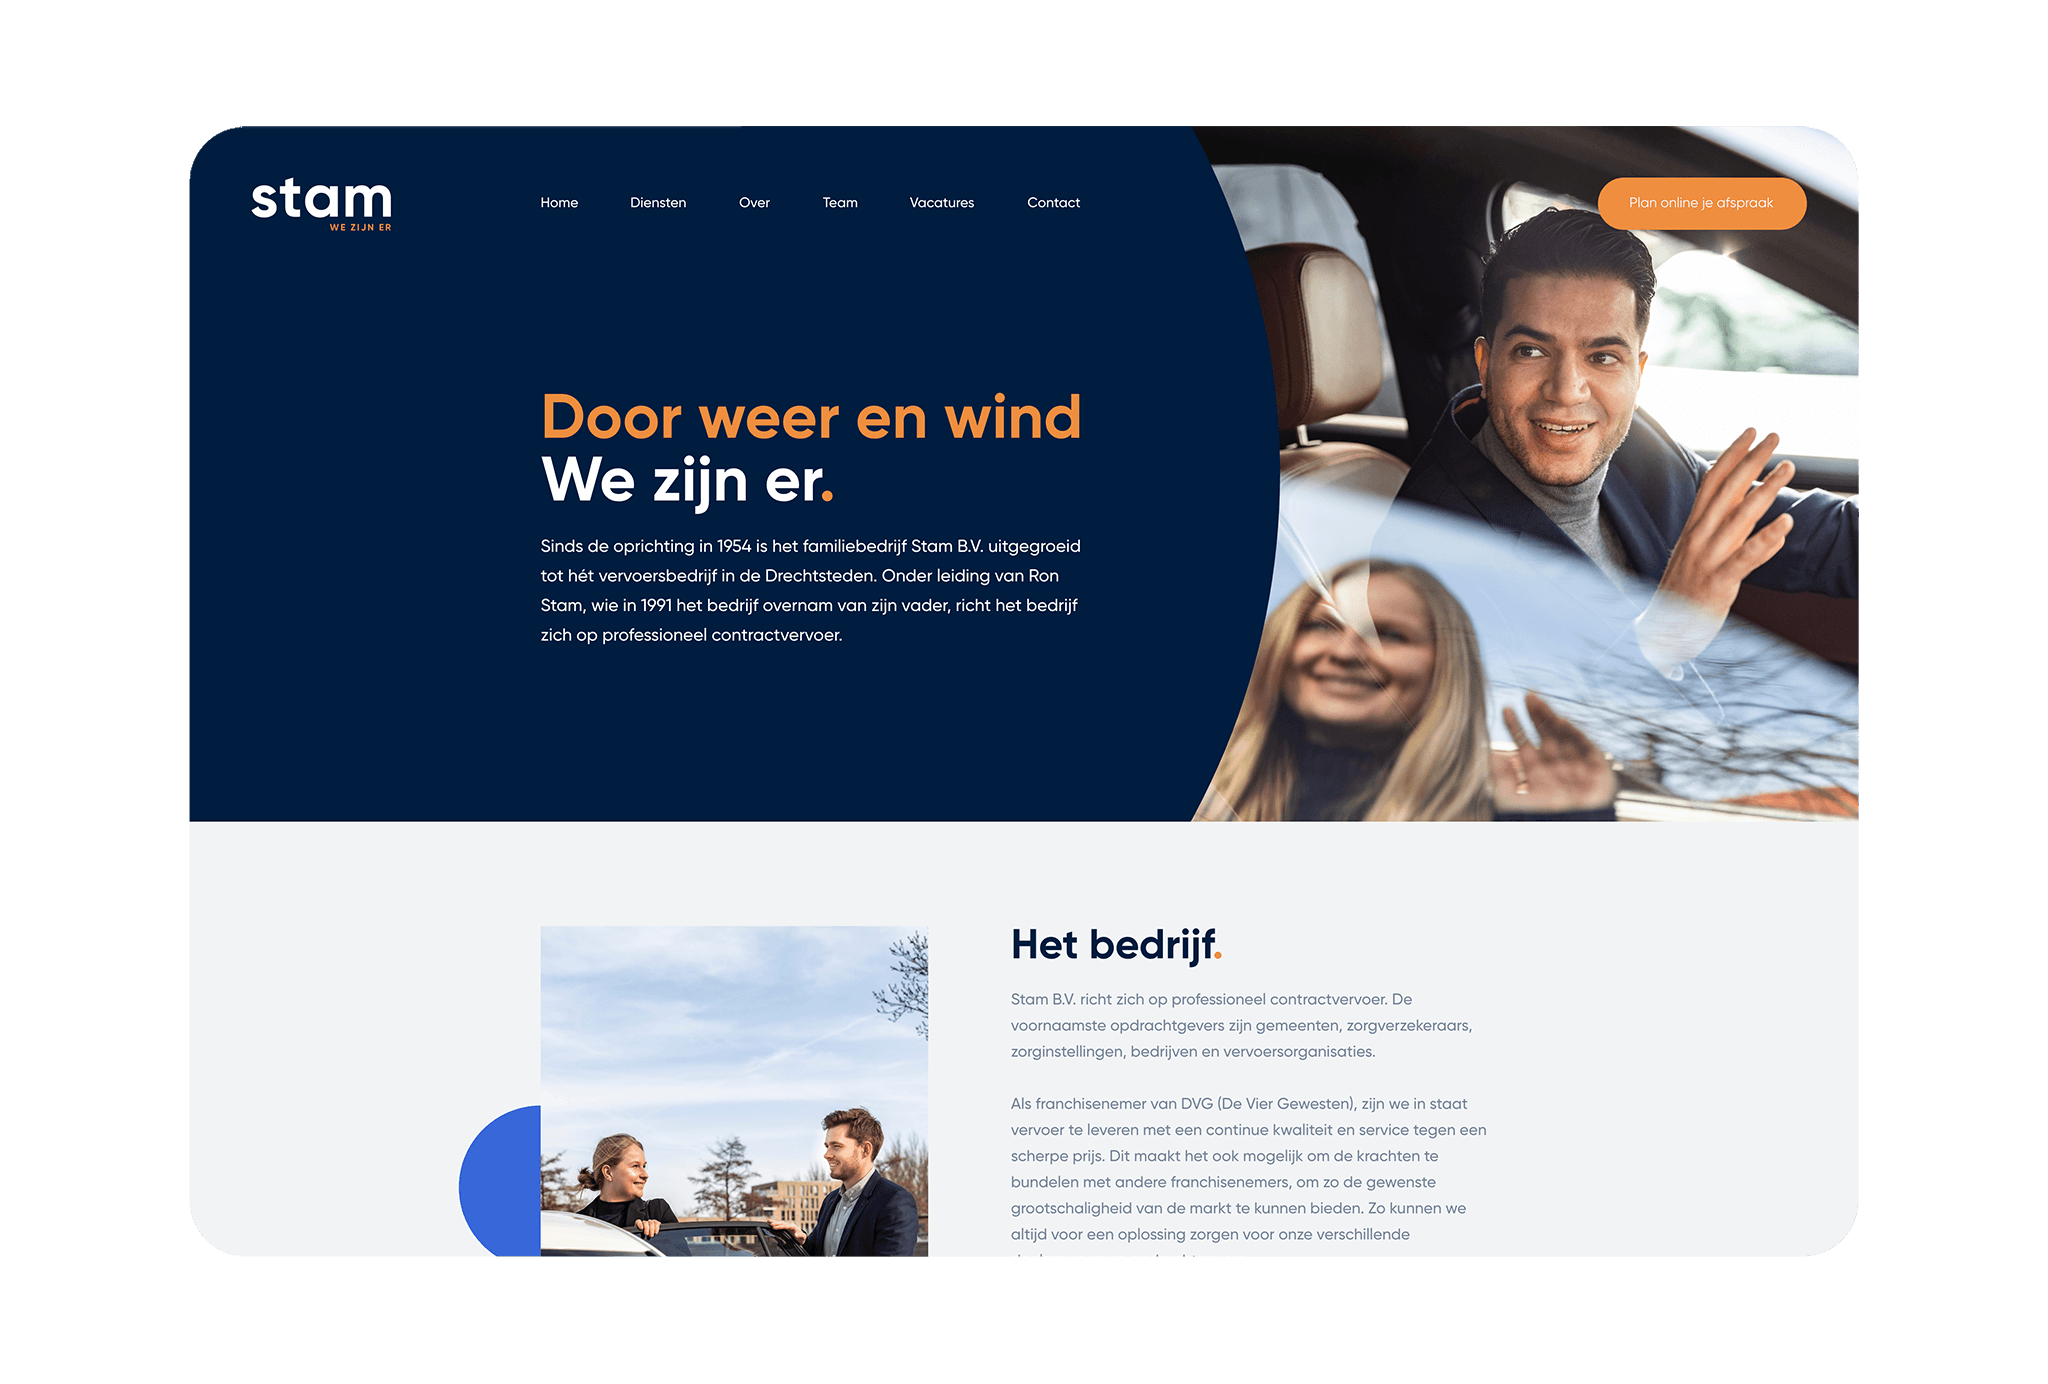 stam
WE ZIJN ER
Home Diensten Over Team Vacatures Contact
Plan online je afspraak
Door weer en wind
We zijn er.
Sinds de oprichting in 1954 is het familiebedrijf Stam B.V. uitgegroeid
tot hét vervoersbedrijf in de Drechtsteden. Onder leiding van Ron
Stam, wie in 1991 het bedrijf overnam van zijn vader, richt het bedrijf
zich op professioneel contractvervoer.
Het bedrijf.
Stam B.V. richt zich op professioneel contractvervoer. De
voornaamste opdrachtgevers zijn gemeenten, zorgverzekeraars,
zorginstellingen, bedrijven en vervoersorganisaties.
Als franchisenemer van DVG (De Vier Gewesten), zijn we in staat
vervoer te leveren met een continue kwaliteit en service tegen een
scherpe prijs. Dit maakt het ook mogelijk om de krachten te
bundelen met andere franchisenemers, om zo de gewenste
grootschaligheid van de markt te kunnen bieden. Zo kunnen we
altijd voor een oplossing zorgen voor onze verschillende